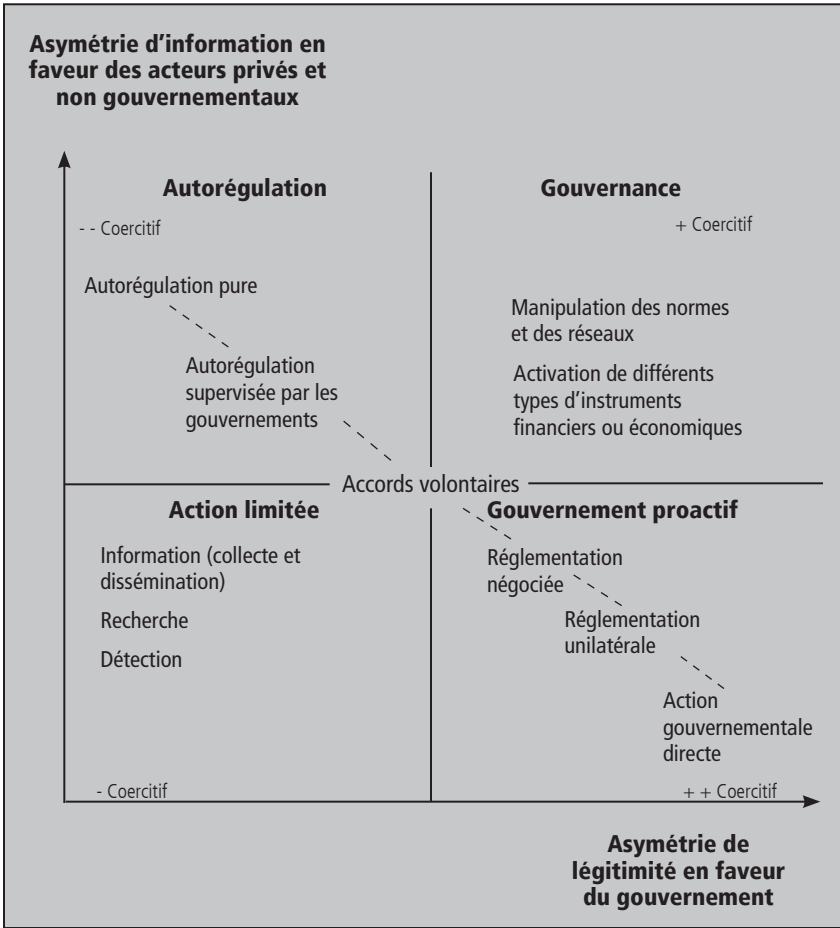 Asymétrie d'information en
faveur des acteurs privés et
non gouvernementaux
Autorégulation
- - Coercitif
Autorégulation pure
Autorégulation
supervisée par les
gouvernements
Gouvernance
+ Coercitif
Manipulation des normes
et des réseaux
Activation de différents
types d'instruments
financiers ou économiques
Accords volontaires
Action limitée
Information (collecte et
dissémination)
Recherche
Détection
- Coercitif
Gouvernement proactif
Réglementation
négociée
Réglementation
unilatérale
Action
gouvernementale
directe
+ + Coercitif
Asymétrie de
légitimité en faveur
du gouvernement